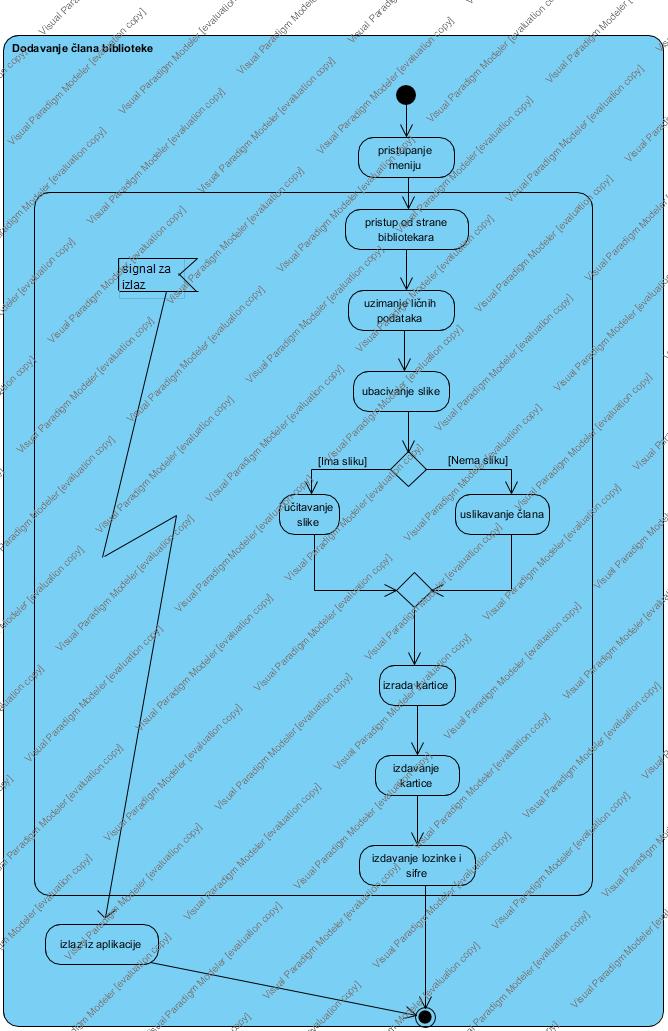 Dodavanje člana biblioteke
pristupanje
meniju
pristup od strane
bibliotekara
signal za
izlaz
uzimanje ličnih
podataka
ubacivanje slike
[Ima sliku]
[Nema sliku]
učitavanje
slike
uslikavanje člana
izrada kartice
izdavanje
kartice
izdavanje lozinke i
sifre
izlaz iz aplikacije
Visual Paradigm Modeler [evaluation copy]